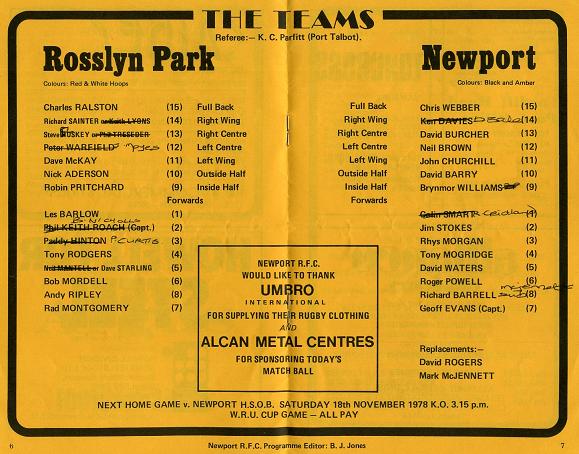 THE TEAMS
Referee:— K. C. Parfitt (Port Talbot).
Rosslyn Park
Colours: Red & White Hoops
Charles RALSTON (15) Full Back
Richard SAINTER or Keith LYONS (14) Right Wing
Steve HUSKEY or Phil TRESEDER (13) Right Centre
Peter WARFIELD (12) Left Centre
Dave McKAY (11) Left Wing
Nick ADERSON (10) Outside Half
Robin PRITCHARD (9) Inside Half
Forwards
Les BARLOW (1)
B. NICHOLLS
Phil KEITH ROACH (Capt.) (2)
Paddy HINTON P. CURTIS (3)
Tony RODGERS (4)
Neil MANTELL or Dave STARLING (5)
Bob MORDELL (6)
Andy RIPLEY (8)
Rad MONTGOMERY (7)
Newport
Colours: Black and Amber
Full Back Chris WEBBER (15)
Right Wing Ken DAVIES (14)
Right Centre David BURCHER (13)
Left Centre Neil BROWN (12)
Left Wing John CHURCHILL (11)
Outside Half David BARRY (10)
Inside Half Brynmor WILLIAMS (9)
Forwards
Colin SMART (1)
Jim STOKES (2)
Rhys MORGAN (3)
Tony MOGRIDGE (4)
David WATERS (5)
Roger POWELL (6)
Richard BARRELL (8)
Geoff EVANS (Capt.) (7)
Replacements:—
David ROGERS
Mark McJENNETT
NEWPORT R.F.C.
WOULD LIKE TO THANK
UMBRO
INTERNATIONAL
FOR SUPPLYING THEIR RUGBY CLOTHING
AND
ALCAN METAL CENTRES
FOR SPONSORING TODAY'S
MATCH BALL
NEXT HOME GAME v. NEWPORT H.S.O.B. SATURDAY 18th NOVEMBER 1978 K.O. 3.15 p.m.
W.R.U. CUP GAME — ALL PAY
6 Newport R.F.C. Programme Editor: B. J. Jones 7